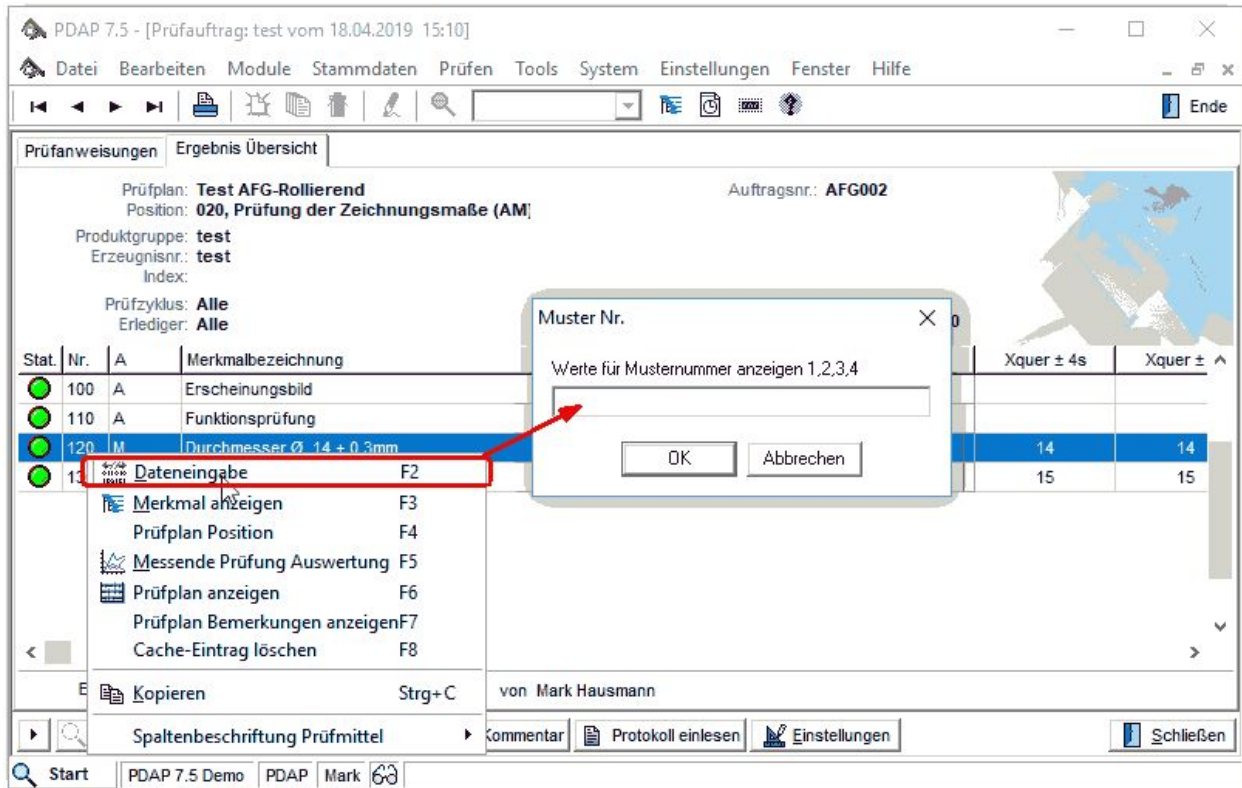 PDAP 7.5 - [Prüfauftrag: test vom 18.04.2019 15:10]
Datei Bearbeiten Module Stammdaten Prüfen Tools System Einstellungen Fenster Hilfe
Ende
Prüfanweisungen Ergebnis Übersicht
Prüfplan: Test AFG-Rollierend Auftragsnr.: AFG002
Position: 020, Prüfung der Zeichnungsmaße (AM)
Produktgruppe: test
Erzeugnisnr.: test
Index:
Prüfzyklus: Alle
Erlediger: Alle
Muster Nr.
Werte für Musternummer anzeigen 1,2,3,4
OK Abbrechen
Stat. Nr. A Merkmalbezeichnung Xquer ± 4s Xquer ±
100 A Erscheinungsbild
110 A Funktionsprüfung
120 M Durchmesser Ø 14 + 0.3mm 14 14
15 15
Dateneingabe F2
Merkmal anzeigen F3
Prüfplan Position F4
Messende Prüfung Auswertung F5
Prüfplan anzeigen F6
Prüfplan Bemerkungen anzeigen F7
Cache-Eintrag löschen F8
Kopieren Strg+C
Spaltenbeschriftung Prüfmittel
von Mark Hausmann
Kommentar Protokoll einlesen Einstellungen Schließen
Start PDAP 7.5 Demo PDAP Mark